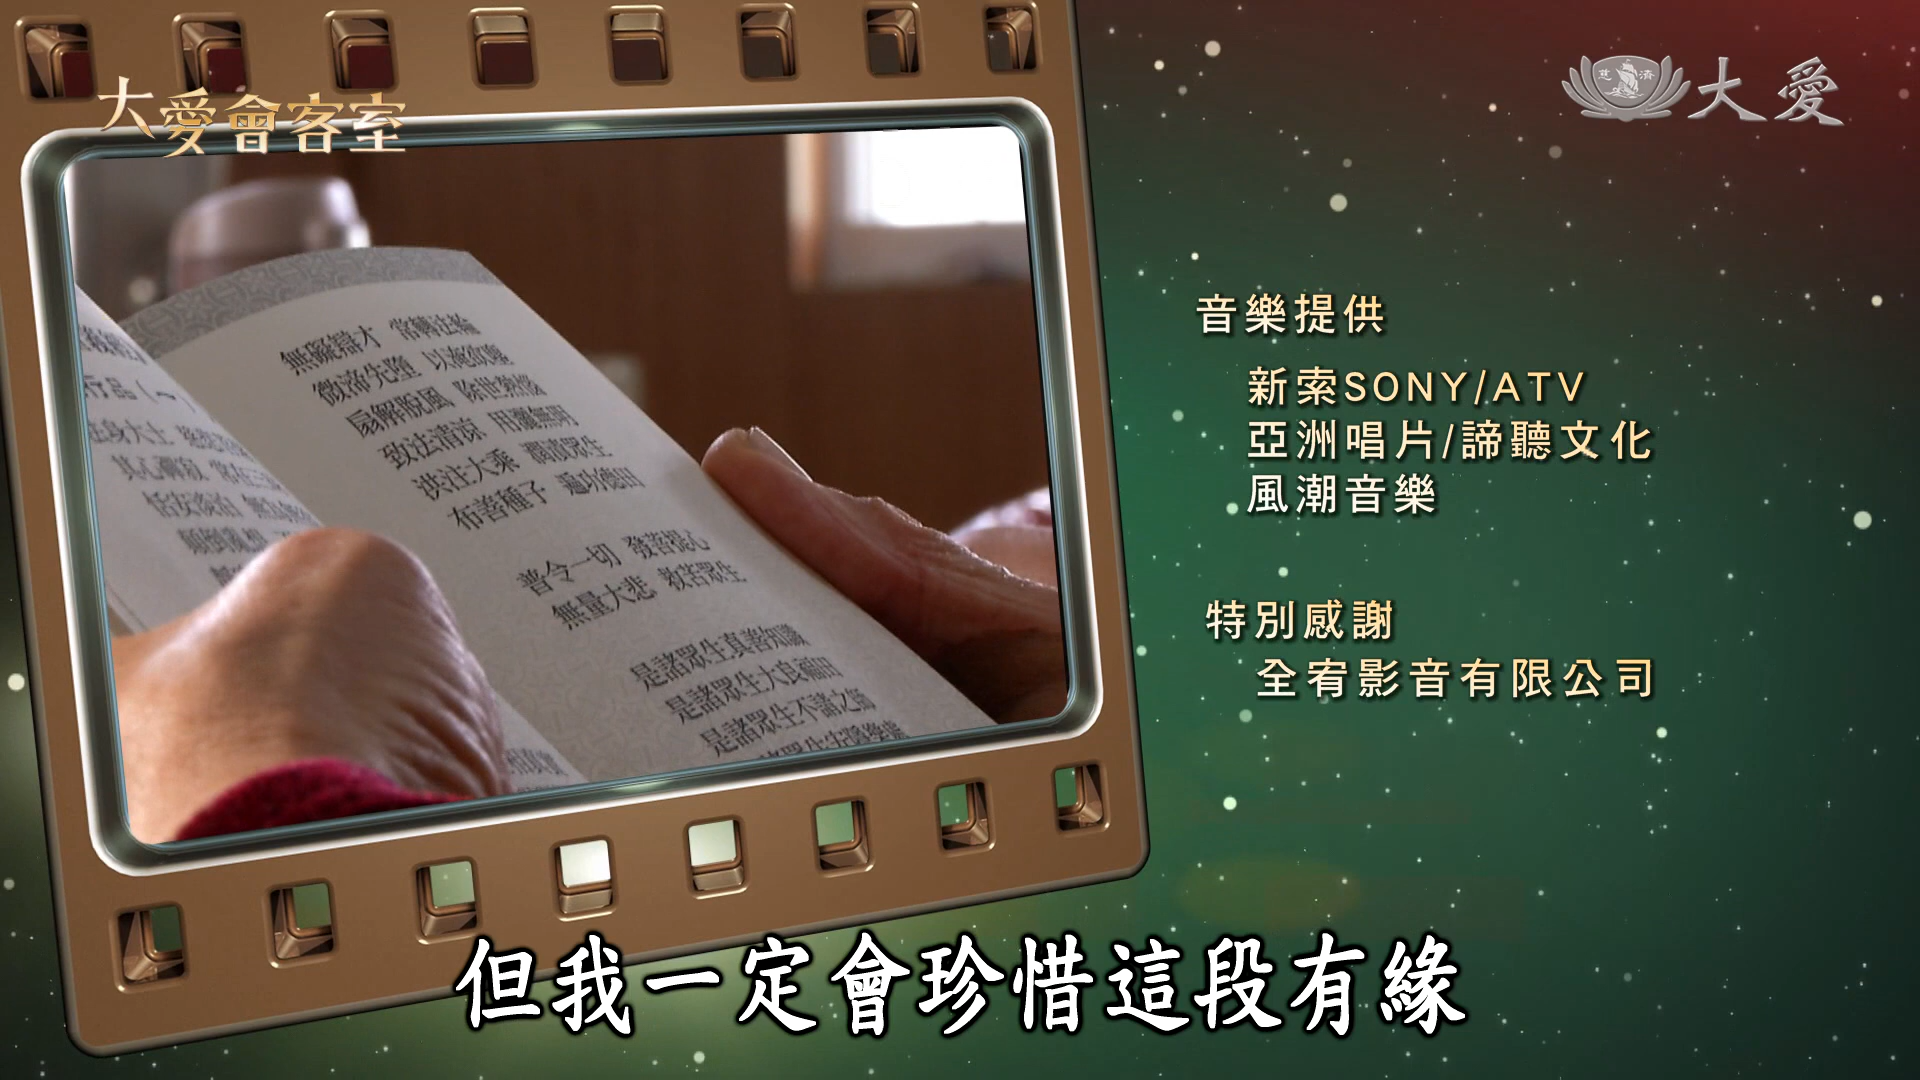 大愛會客室
慈濟
大愛
無礙辯才 常轉法輪
微渧先墮 以淹欲塵
扇解脫風 除世熱惱
致法清涼 用灑無明
洪注大乘 潤漬眾生
布善種子 遍功德田
普令一切 發菩提心
無量大悲 救苦眾生
是諸眾生真善知識
是諸眾生大良福田
是諸眾生不請之師
音樂提供
新索SONY/ATV
亞洲唱片/諦聽文化
風潮音樂
特別感謝
全宥影音有限公司
但我一定會珍惜這段有緣